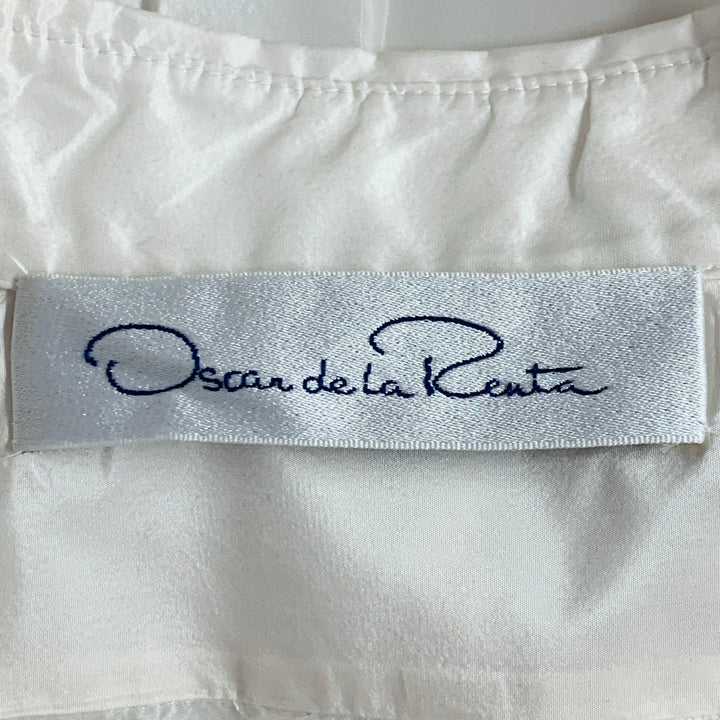 Oscar de la Renta